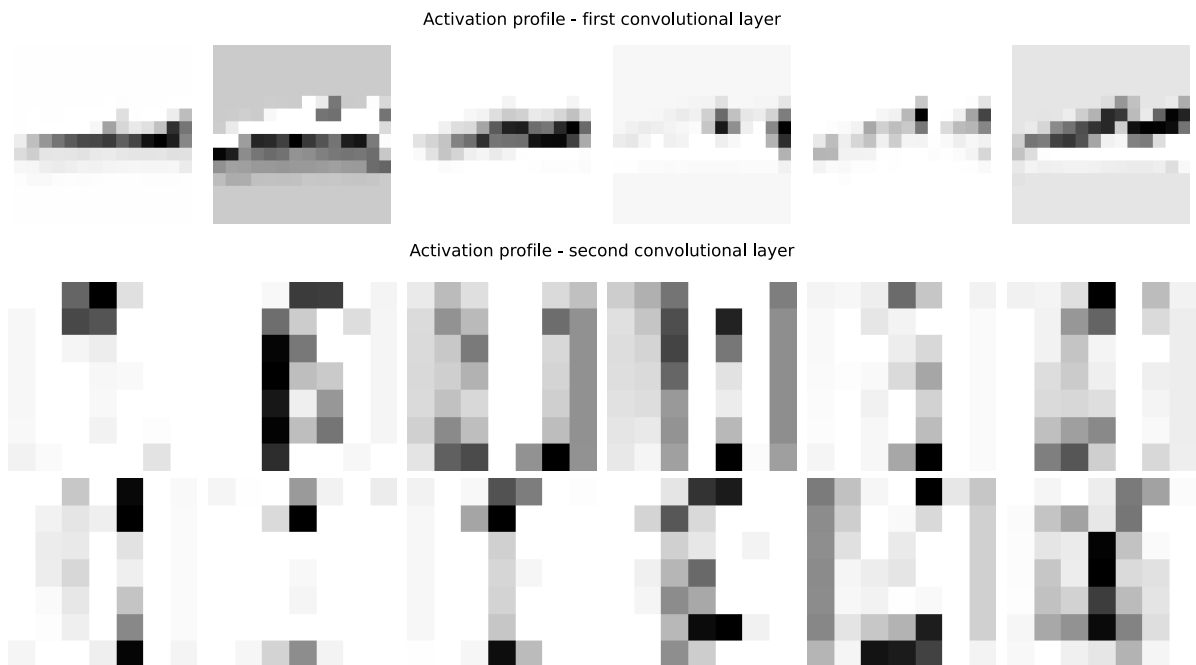 Activation profile - first convolutional layer
Activation profile - second convolutional layer